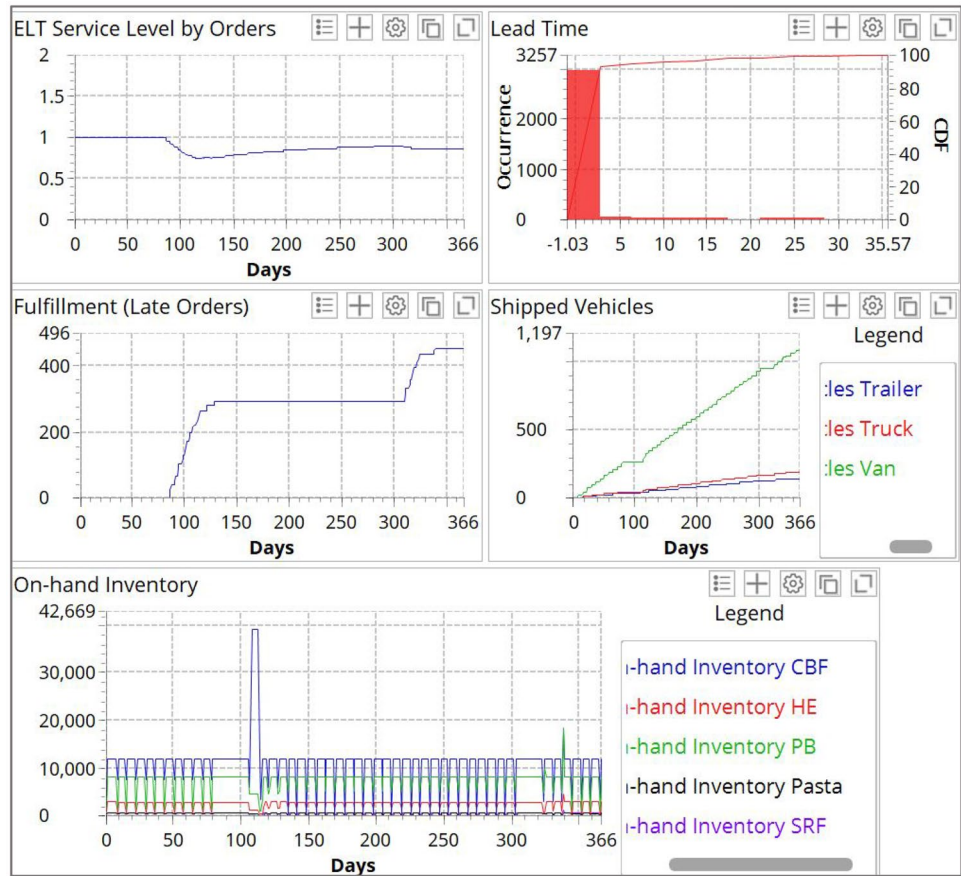 ELT Service Level by Orders
2
1.5
1
0.5
0
0 50 100 150 200 250 300 366
Days
Lead Time
3257
2000
1000
0
Occurrence
100
80
60
40
20
0
CDF
-1.03 5 10 15 20 25 30 35.57
Fulfillment (Late Orders)
496
400
200
0
0 50 100 150 200 250 300 366
Days
Shipped Vehicles
1,197
500
0
0 100 200 300 366
Days
Legend
:les Trailer
:les Truck
:les Van
On-hand Inventory
42,669
30,000
20,000
10,000
0
0 50 100 150 200 250 300 366
Days
Legend
-hand Inventory CBF
-hand Inventory HE
-hand Inventory PB
-hand Inventory Pasta
-hand Inventory SRF